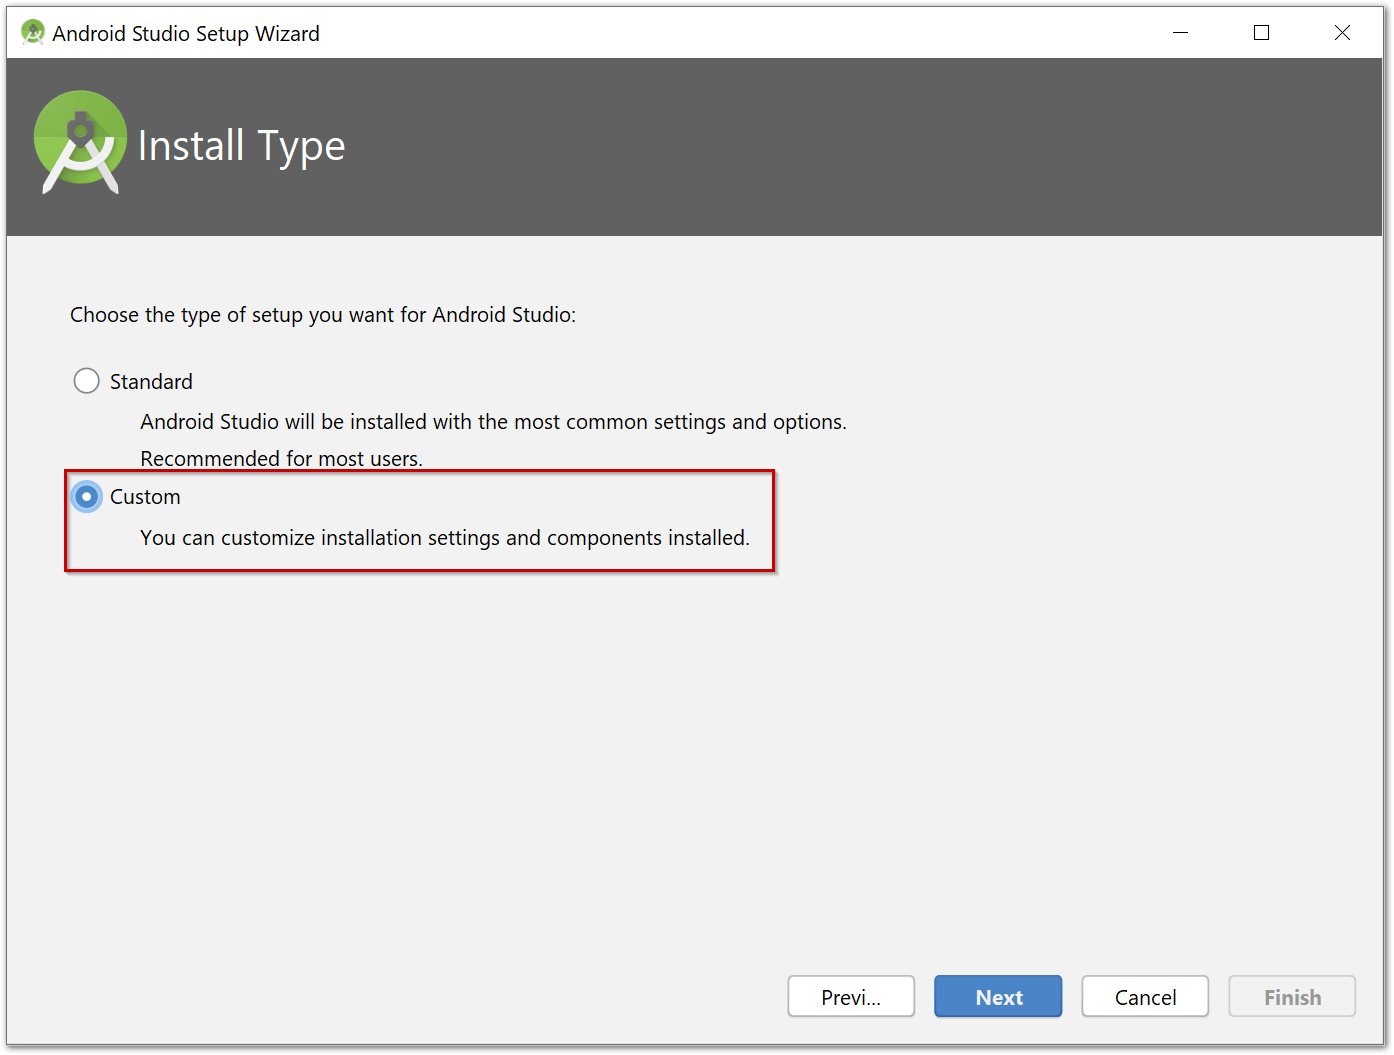 Android Studio Setup Wizard
Install Type
Choose the type of setup you want for Android Studio:
Standard
Android Studio will be installed with the most common settings and options.
Recommended for most users.
Custom
You can customize installation settings and components installed.
Previ...
Next
Cancel
Finish